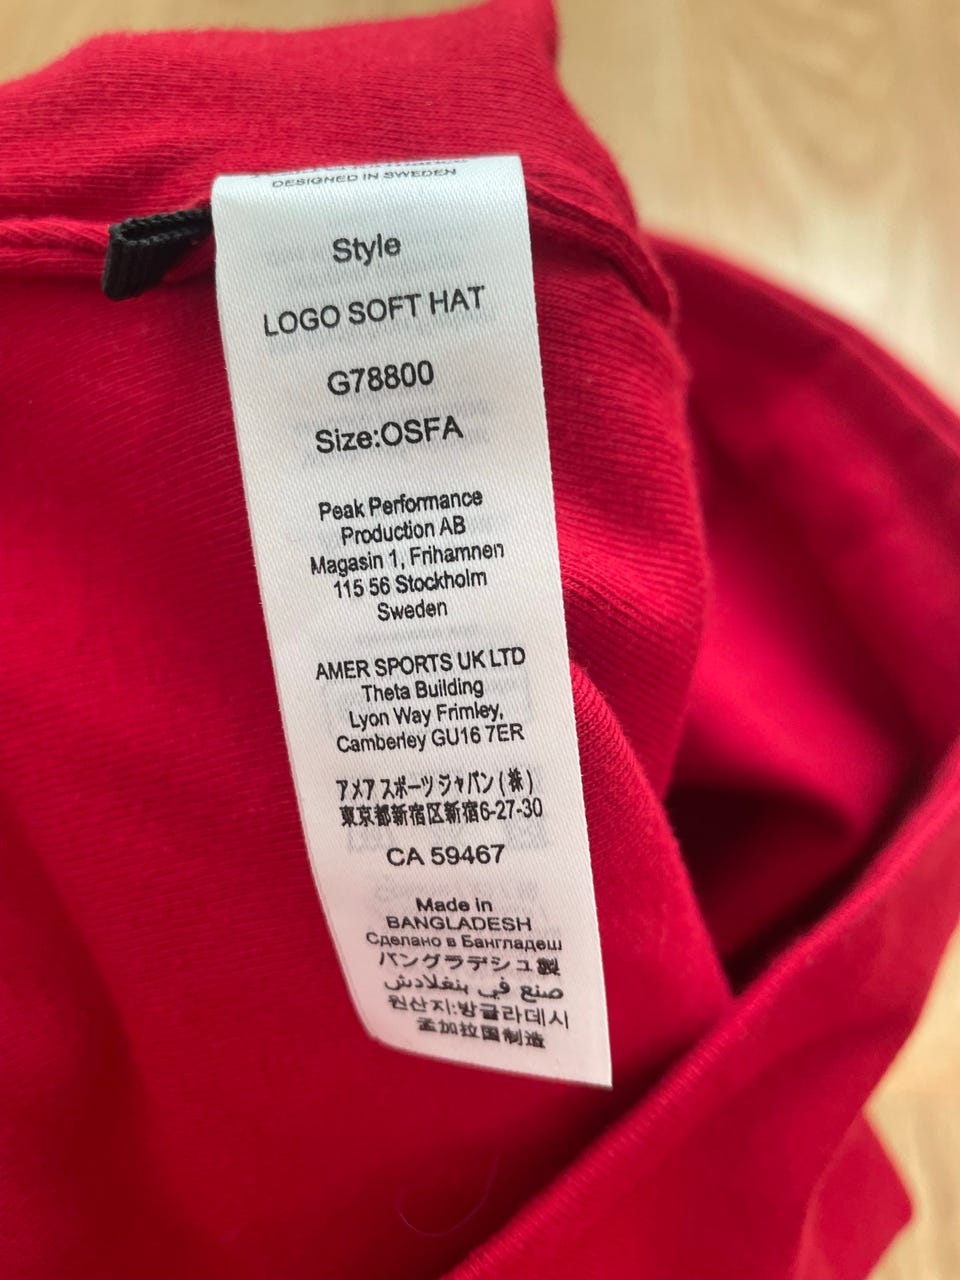 DESIGNED IN SWEDEN
Style
LOGO SOFT HAT
G78800
Size:OSFA
Peak Performance
Production AB
Magasin 1, Frihamnen
115 56 Stockholm
Sweden
AMER SPORTS UK LTD
Theta Building
Lyon Way Frimley,
Camberley GU16 7ER
アメアスポーツジャパン(株)
東京都新宿区新宿6-27-30
CA 59467
Made in
BANGLADESH
Сделано в Бангладеш
バングラデシュ製
صنع في بنغلادش
원산지:방글라데시
孟加拉国制造